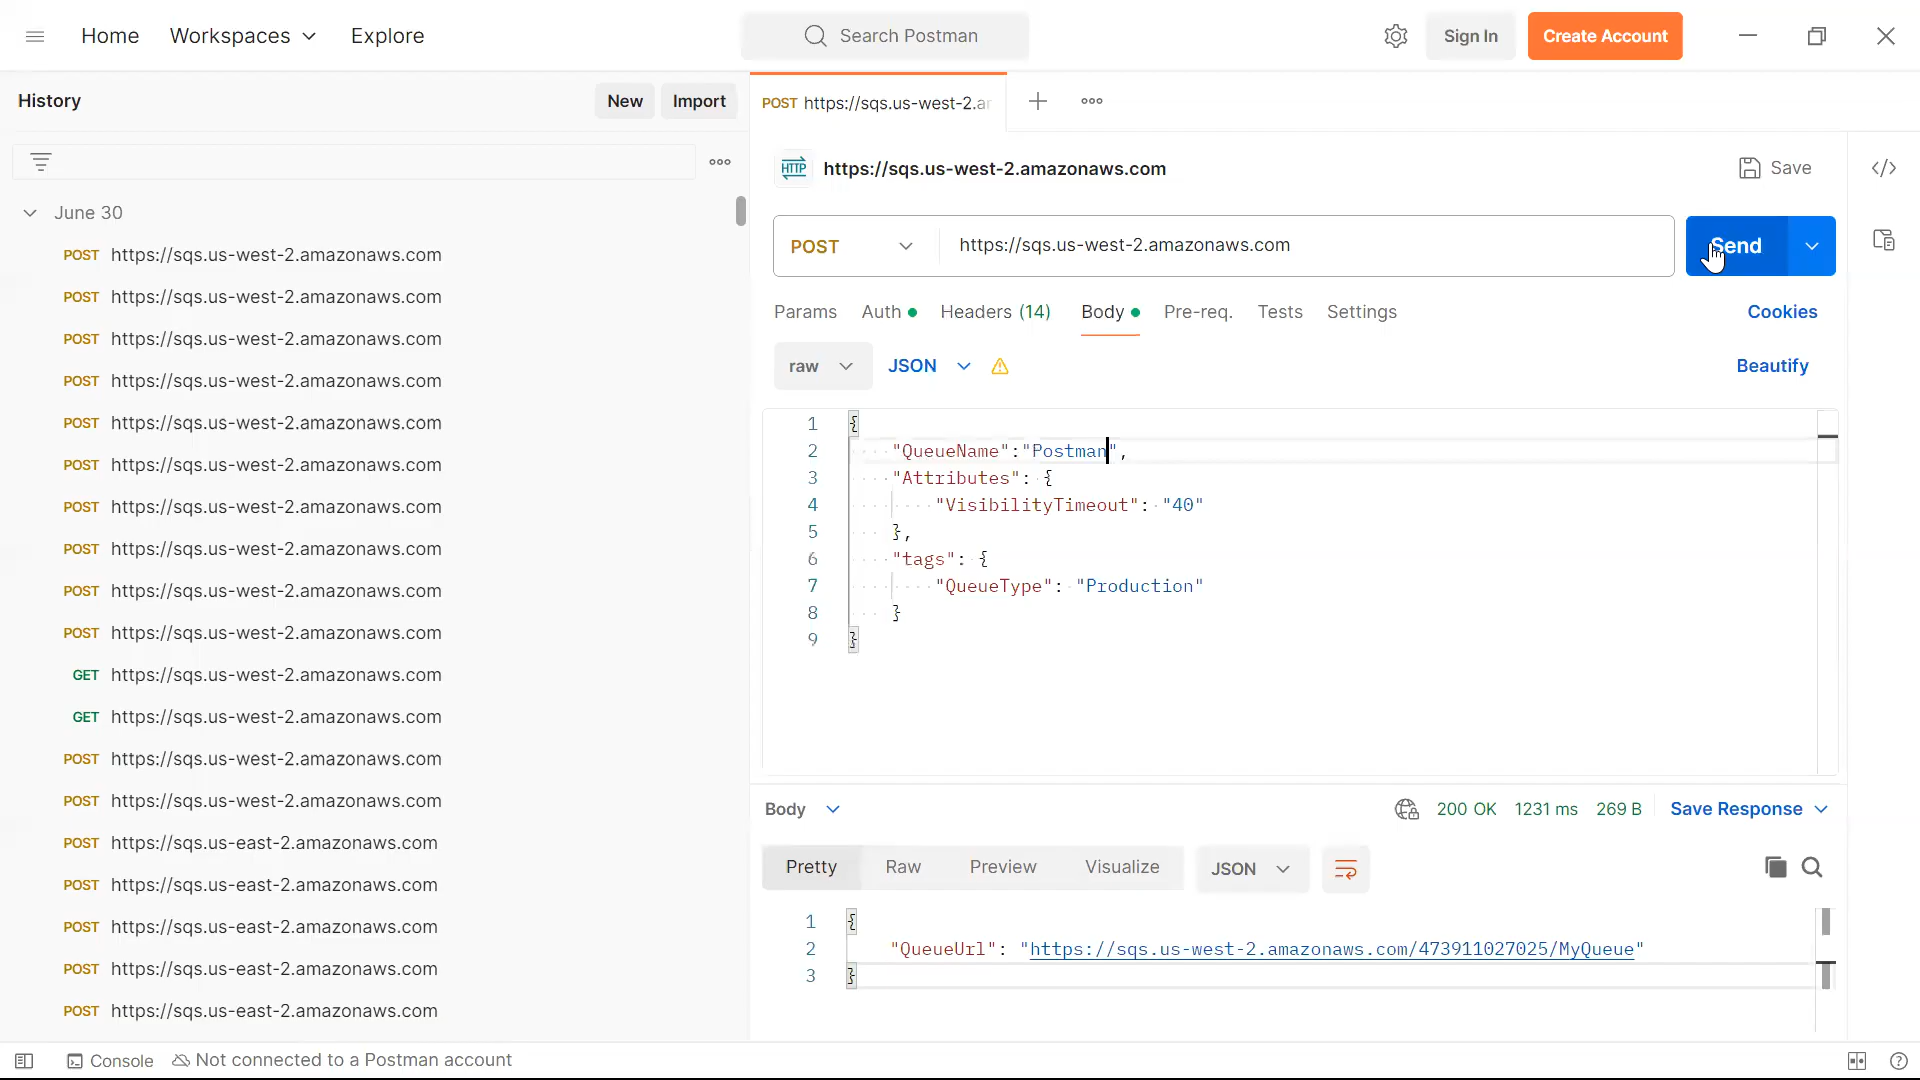 Home
Workspaces
Explore
Search Postman
Sign In
Create Account
History
New
Import
POST https://sqs.us-west-2.ar
https://sqs.us-west-2.amazonaws.com
Save
June 30
POST https://sqs.us-west-2.amazonaws.com
POST https://sqs.us-west-2.amazonaws.com
POST https://sqs.us-west-2.amazonaws.com
POST https://sqs.us-west-2.amazonaws.com
POST https://sqs.us-west-2.amazonaws.com
POST https://sqs.us-west-2.amazonaws.com
POST https://sqs.us-west-2.amazonaws.com
POST https://sqs.us-west-2.amazonaws.com
POST https://sqs.us-west-2.amazonaws.com
POST https://sqs.us-west-2.amazonaws.com
GET https://sqs.us-west-2.amazonaws.com
GET https://sqs.us-west-2.amazonaws.com
POST https://sqs.us-west-2.amazonaws.com
POST https://sqs.us-west-2.amazonaws.com
POST https://sqs.us-east-2.amazonaws.com
POST https://sqs.us-east-2.amazonaws.com
POST https://sqs.us-east-2.amazonaws.com
POST https://sqs.us-east-2.amazonaws.com
POST https://sqs.us-east-2.amazonaws.com
POST https://sqs.us-west-2.amazonaws.com
Send
Params Auth Headers (14) Body Pre-req. Tests Settings Cookies
raw JSON Beautify
1 {
2 "QueueName":"Postman",
3 "Attributes": {
4 "VisibilityTimeout": "40"
5 },
6 "tags": {
7 "QueueType": "Production"
8 }
9 }
Body 200 OK 1231 ms 269 B Save Response
Pretty Raw Preview Visualize JSON
1 {
2 "QueueUrl": "https://sqs.us-west-2.amazonaws.com/473911027025/MyQueue"
3 }
Console Not connected to a Postman account